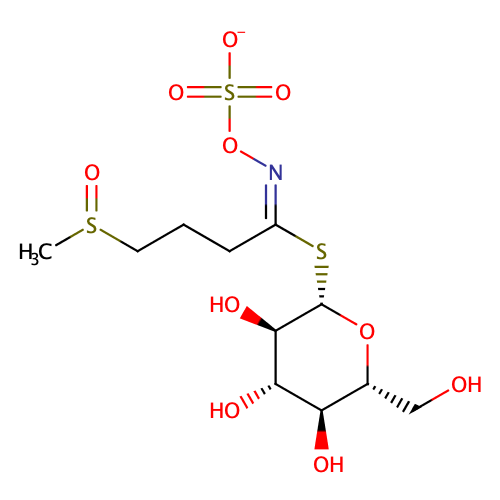 O⁻
O S O
O N
O
H₃C S S
HO O
HO OH
OH